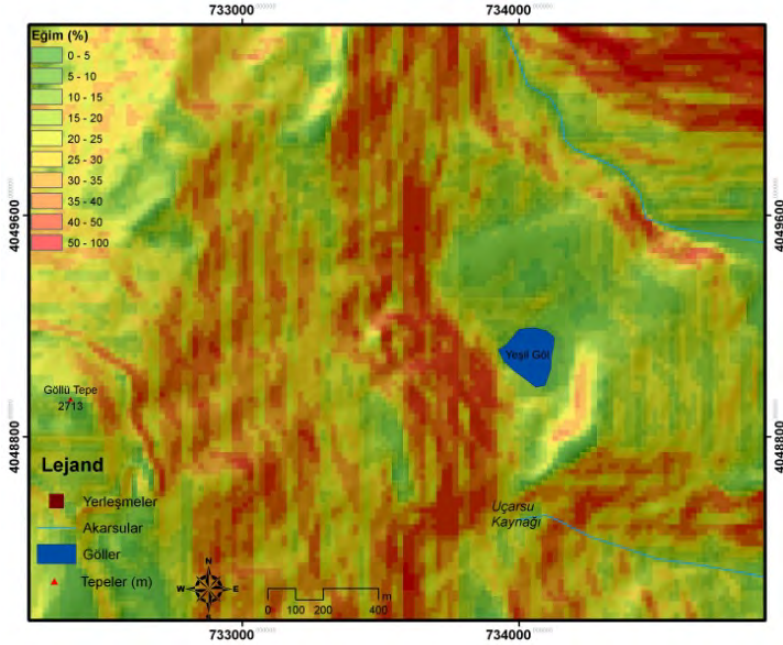 733000
734000
Eğim (%)
0 - 5
5 - 10
10 - 15
15 - 20
20 - 25
25 - 30
30 - 35
35 - 40
40 - 50
50 - 100
4049600
4049600
Yeşil Göl
Göllü Tepe
2713
4048800
4048800
Lejand
Yerleşmeler
Akarsular
Göller
Tepeler (m)
Uçarsu
Kaynağı
N
W
E
S
m
0 100 200 400
733000
734000